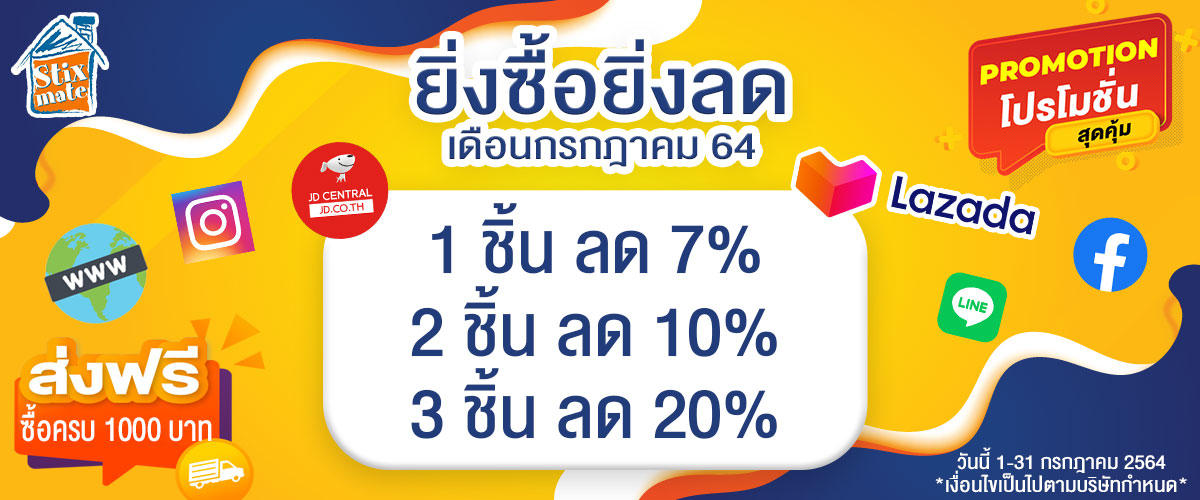 Stix
mate
ยิ่งซื้อยิ่งลด
เดือนกรกฎาคม 64
PROMOTION
โปรโมชั่น
สุดคุ้ม
JD CENTRAL
JD.CO.TH
Lazada
WWW
LINE
1 ชิ้น ลด 7%
2 ชิ้น ลด 10%
3 ชิ้น ลด 20%
ส่งฟรี
ซื้อครบ 1000 บาท
วันนี้ 1-31 กรกฎาคม 2564
*เงื่อนไขเป็นไปตามบริษัทกำหนด*